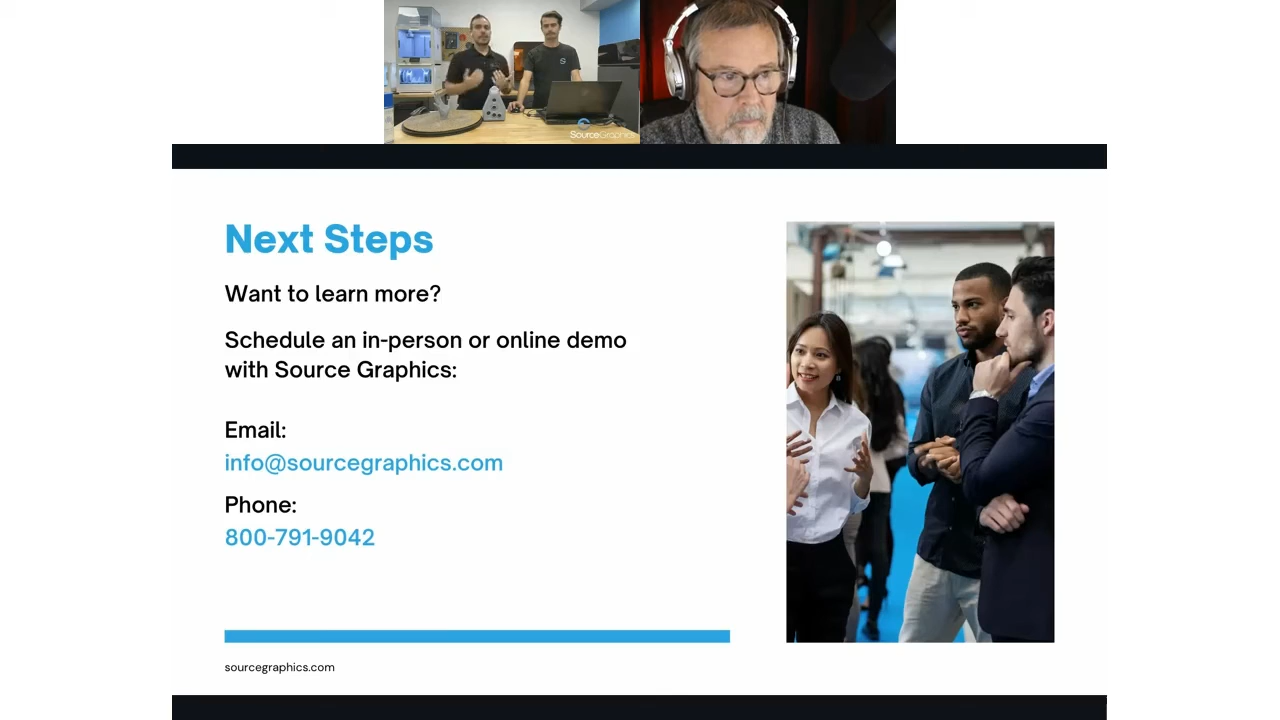 SourceGraphics
Next Steps
Want to learn more?
Schedule an in-person or online demo
with Source Graphics:
Email:
info@sourcegraphics.com
Phone:
800-791-9042
sourcegraphics.com